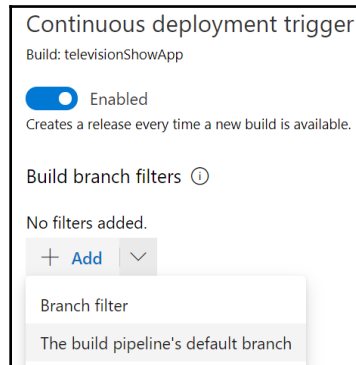 Continuous deployment trigger
Build: televisionShowApp
Enabled
Creates a release every time a new build is available.
Build branch filters
No filters added.
+ Add
Branch filter
The build pipeline's default branch